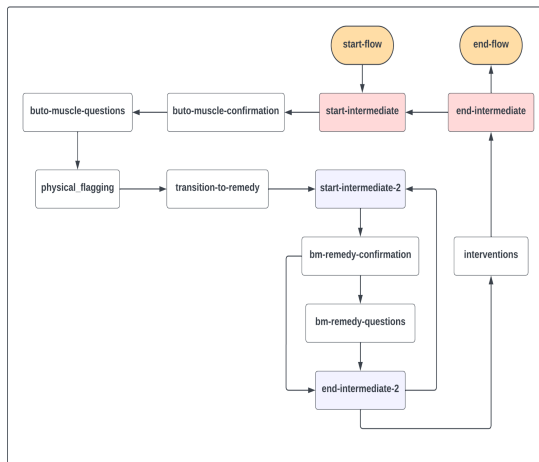 start-flow
end-flow
buto-muscle-questions
buto-muscle-confirmation
start-intermediate
end-intermediate
physical_flagging
transition-to-remedy
start-intermediate-2
bm-remedy-confirmation
interventions
bm-remedy-questions
end-intermediate-2